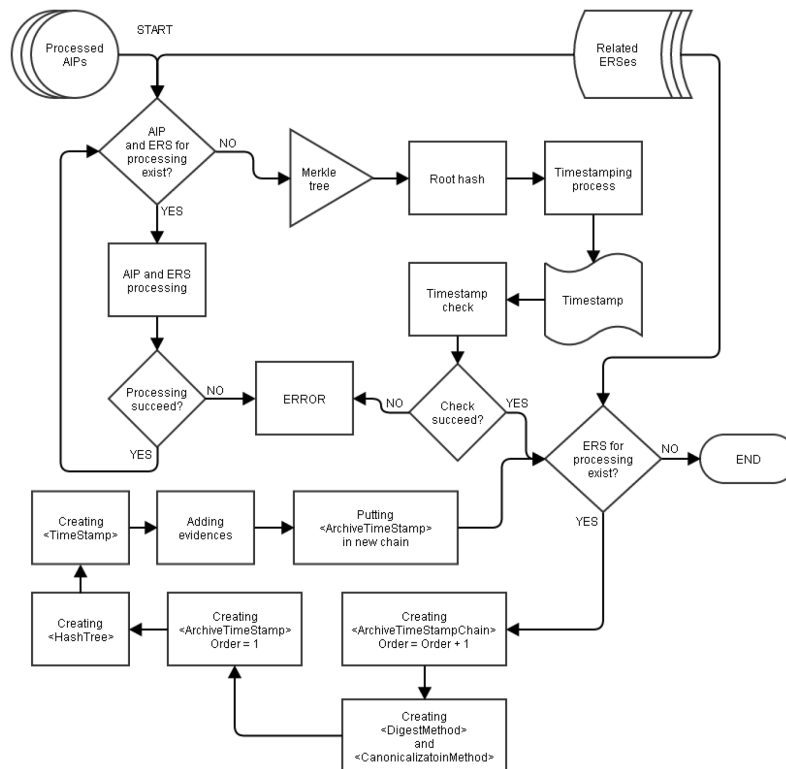 START
Processed
AIPs
Related
ERSes
AIP
and ERS for
processing
exist?
NO
Merkle
tree
Root hash
Timestamping
process
YES
AIP and ERS
processing
Timestamp
check
Timestamp
Processing
succeed?
NO
ERROR
NO
Check
succeed?
YES
ERS for
processing
exist?
NO
END
YES
YES
Creating
<TimeStamp>
Adding
evidences
Putting
<ArchiveTimeStamp>
in new chain
Creating
<HashTree>
Creating
<ArchiveTimeStamp>
Order = 1
Creating
<ArchiveTimeStampChain>
Order = Order + 1
Creating
<DigestMethod>
and
<CanonicalizatoinMethod>